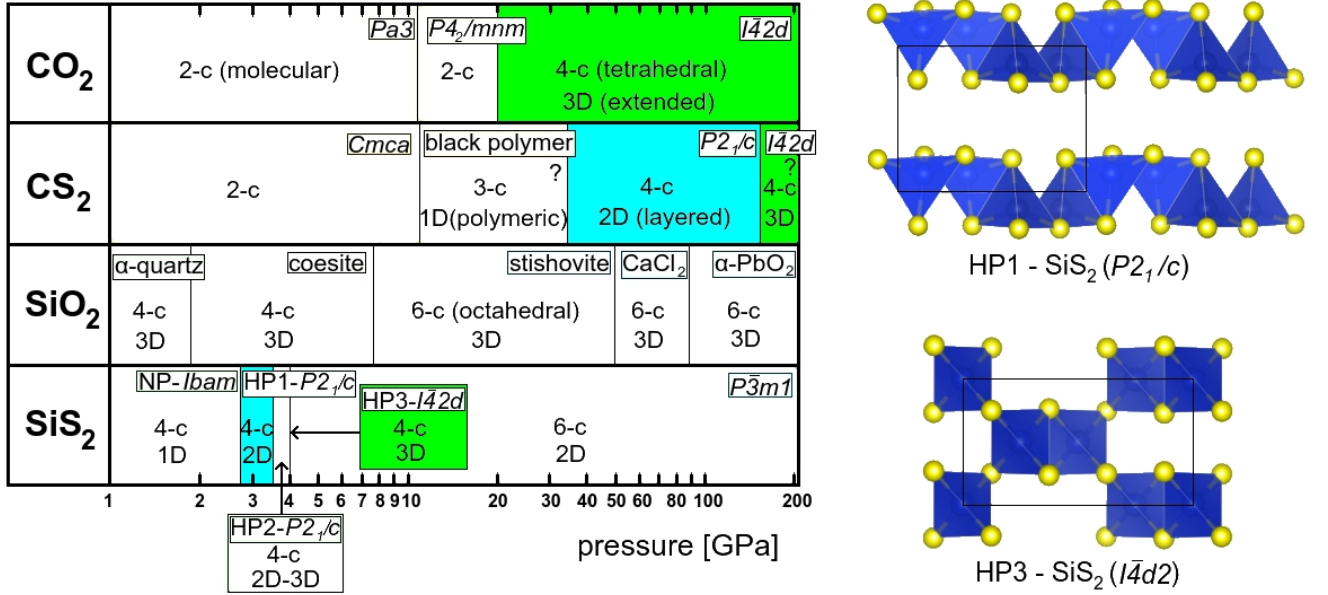 CO₂
Pa3
P4₂/mnm
I4̄2d
2-c (molecular)
2-c
4-c (tetrahedral)
3D (extended)
CS₂
Cmca
black polymer
P2₁/c
I4̄2d
2-c
3-c
?
1D(polymeric)
4-c
2D (layered)
?
4-c
3D
SiO₂
α-quartz
coesite
stishovite
CaCl₂
α-PbO₂
4-c
3D
4-c
3D
6-c (octahedral)
3D
6-c
3D
6-c
3D
SiS₂
NP-Ibam
HP1-P2₁/c
HP3-I4̄2d
P3̄m1
4-c
1D
4-c
2D
4-c
3D
6-c
2D
1 2 3 4 5 6 7 8 9 10 20 30 40 50 60 80 100 200
HP2-P2₁/c
4-c
2D-3D
pressure [GPa]
HP1 - SiS₂ (P2₁/c)
HP3 - SiS₂ (I4̄d2)